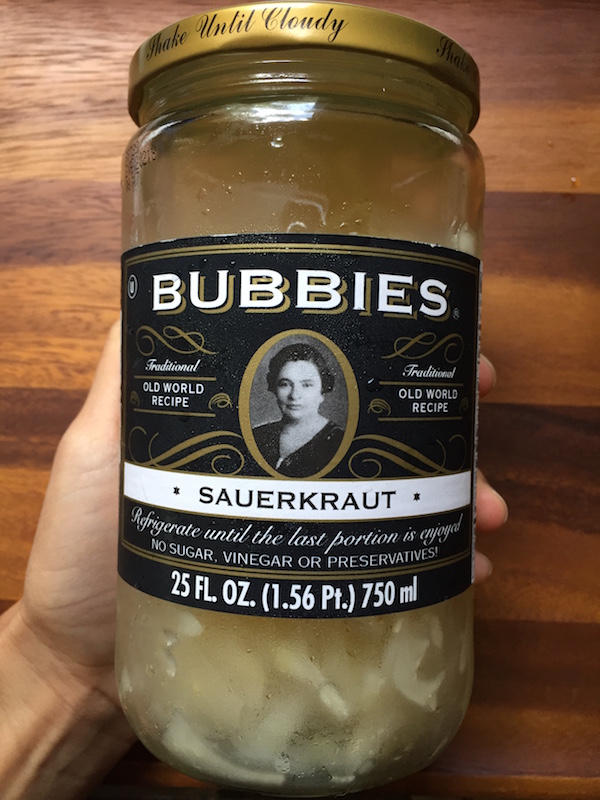 Shake Until Cloudy
BUBBIES®
Traditional
OLD WORLD
RECIPE
Traditional
OLD WORLD
RECIPE
* SAUERKRAUT *
Refrigerate until the last portion is enjoyed
NO SUGAR, VINEGAR OR PRESERVATIVES!
25 FL. OZ. (1.56 Pt.) 750 ml